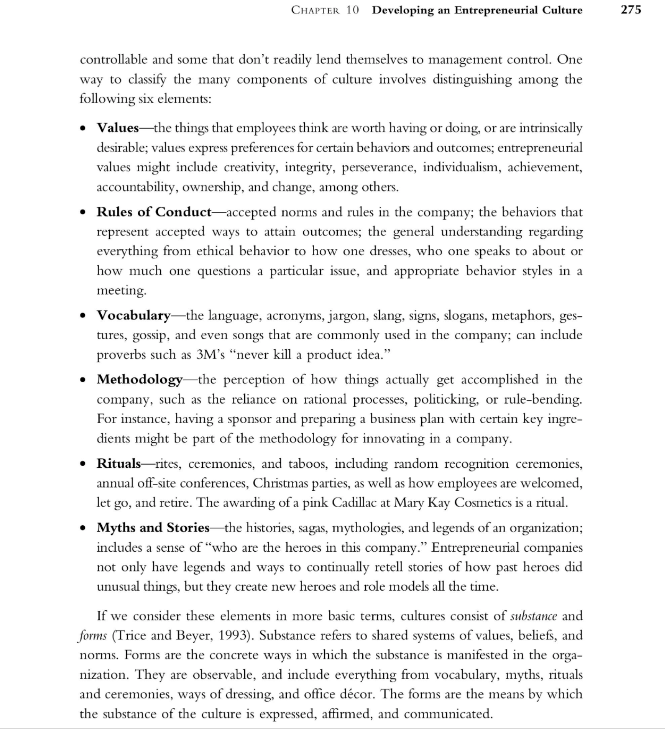 CHAPTER 10 Developing an Entrepreneurial Culture 275
controllable and some that don't readily lend themselves to management control. One
way to classify the many components of culture involves distinguishing among the
following six elements:
• Values—the things that employees think are worth having or doing, or are intrinsically
desirable; values express preferences for certain behaviors and outcomes; entrepreneurial
values might include creativity, integrity, perseverance, individualism, achievement,
accountability, ownership, and change, among others.
• Rules of Conduct—accepted norms and rules in the company; the behaviors that
represent accepted ways to attain outcomes; the general understanding regarding
everything from ethical behavior to how one dresses, who one speaks to about or
how much one questions a particular issue, and appropriate behavior styles in a
meeting.
• Vocabulary—the language, acronyms, jargon, slang, signs, slogans, metaphors, ges-
tures, gossip, and even songs that are commonly used in the company; can include
proverbs such as 3M's “never kill a product idea.”
• Methodology—the perception of how things actually get accomplished in the
company, such as the reliance on rational processes, politicking, or rule-bending.
For instance, having a sponsor and preparing a business plan with certain key ingre-
dients might be part of the methodology for innovating in a company.
• Rituals—rites, ceremonies, and taboos, including random recognition ceremonies,
annual off-site conferences, Christmas parties, as well as how employees are welcomed,
let go, and retire. The awarding of a pink Cadillac at Mary Kay Cosmetics is a ritual.
• Myths and Stories—the histories, sagas, mythologies, and legends of an organization;
includes a sense of “who are the heroes in this company.” Entrepreneurial companies
not only have legends and ways to continually retell stories of how past heroes did
unusual things, but they create new heroes and role models all the time.
If we consider these elements in more basic terms, cultures consist of substance and
forms (Trice and Beyer, 1993). Substance refers to shared systems of values, beliefs, and
norms. Forms are the concrete ways in which the substance is manifested in the orga-
nization. They are observable, and include everything from vocabulary, myths, rituals
and ceremonies, ways of dressing, and office décor. The forms are the means by which
the substance of the culture is expressed, affirmed, and communicated.